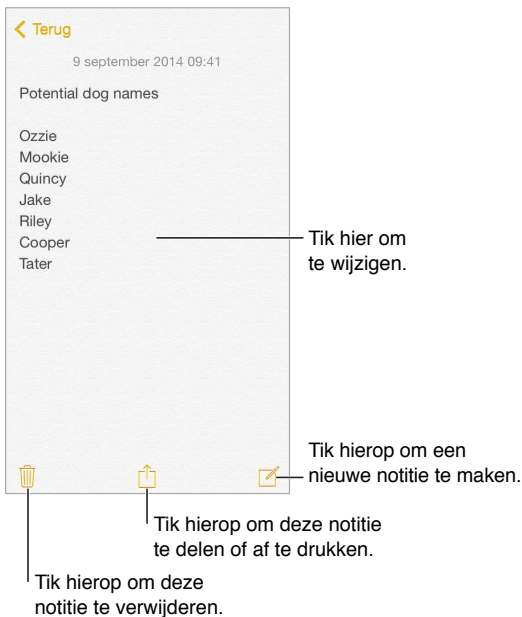 Terug
9 september 2014 09:41
Potential dog names
Ozzie
Mookie
Quincy
Jake
Riley
Cooper
Tater
Tik hier om
te wijzigen.
Tik hierop om een
nieuwe notitie te maken.
Tik hierop om deze notitie
te delen of af te drukken.
Tik hierop om deze
notitie te verwijderen.